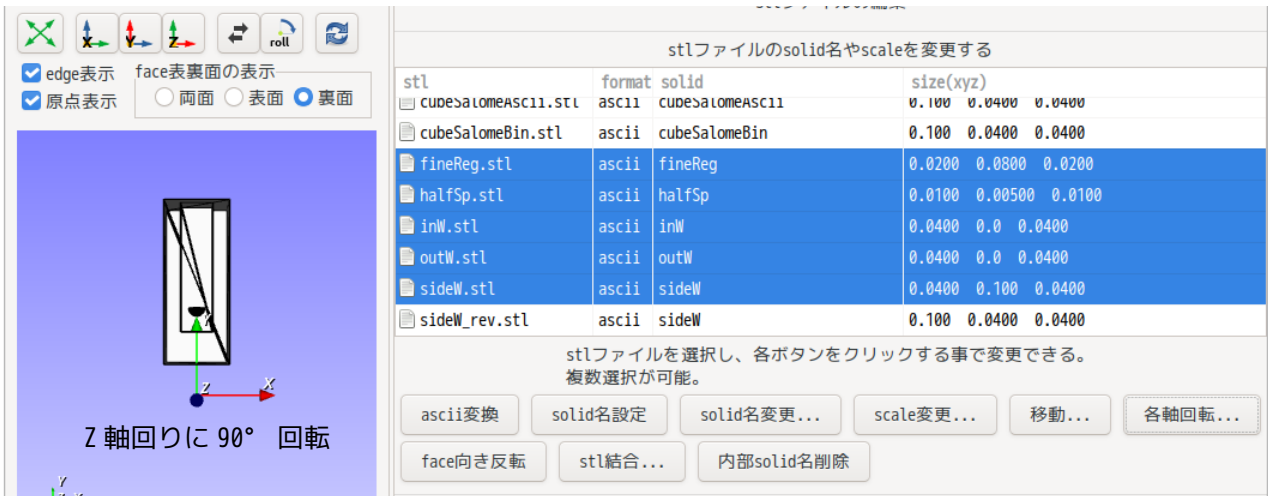 stlファイルのsolid名やscaleを変更する
X Y Z roll
edge表示 face表裏面の表示
原点表示 両面 表面 裏面
stl format solid size(xyz)
cubeSalomeAscii.stl ascii cubeSalomeAscii 0.100 0.0400 0.0400
cubeSalomeBin.stl ascii cubeSalomeBin 0.100 0.0400 0.0400
fineReg.stl ascii fineReg 0.0200 0.0800 0.0200
halfSp.stl ascii halfSp 0.0100 0.00500 0.0100
inW.stl ascii inW 0.0400 0.0 0.0400
outW.stl ascii outW 0.0400 0.0 0.0400
sideW.stl ascii sideW 0.0400 0.100 0.0400
sideW_rev.stl ascii sideW 0.100 0.0400 0.0400
Y
Z X
Z軸回りに90° 回転
Y
stlファイルを選択し、各ボタンをクリックする事で変更できる。
複数選択が可能。
ascii変換 solid名設定 solid名変更... scale変更... 移動... 各軸回転...
face向き反転 stl結合... 内部solid名削除